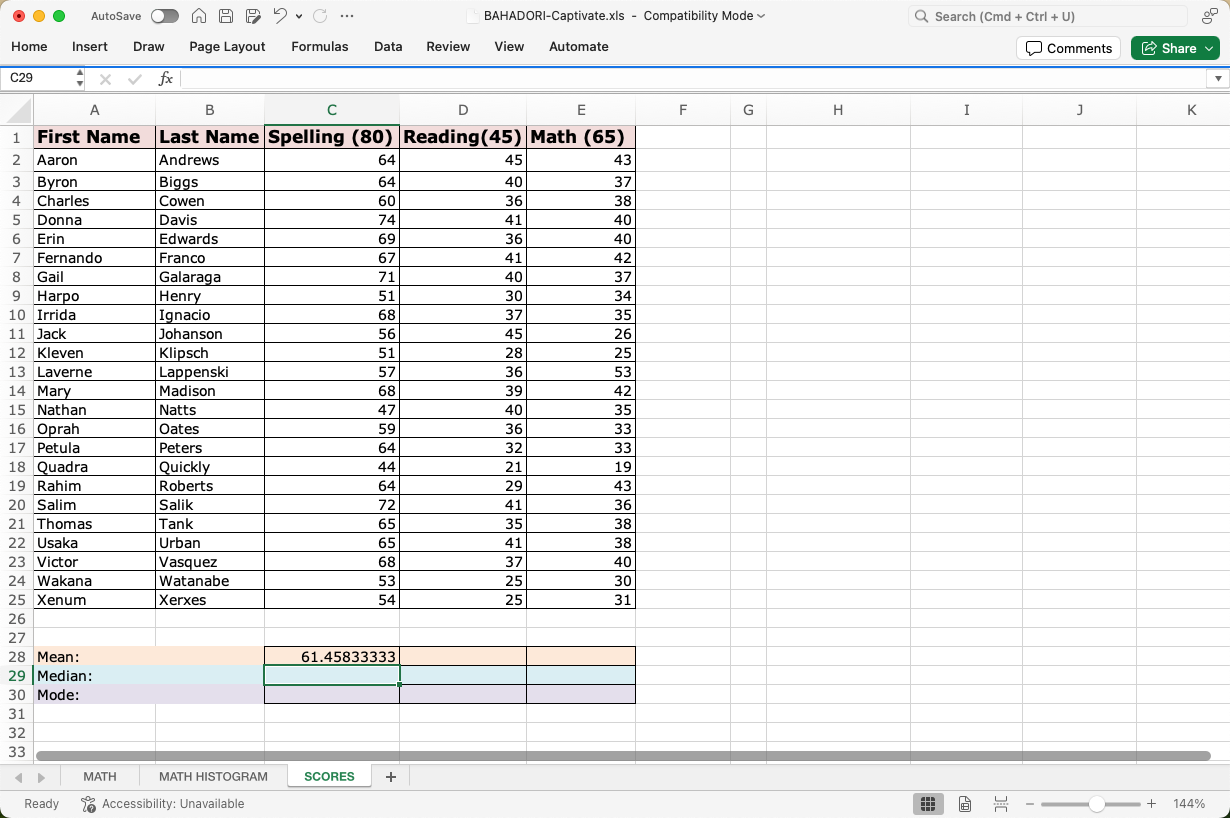 AutoSave BAHADORI-Captivate.xls - Compatibility Mode Search (Cmd + Ctrl + U)
Home Insert Draw Page Layout Formulas Data Review View Automate Comments Share
C29 fx
A B C D E F G H I J K
1 First Name Last Name Spelling (80) Reading(45) Math (65)
2 Aaron Andrews 64 45 43
3 Byron Biggs 64 40 37
4 Charles Cowen 60 36 38
5 Donna Davis 74 41 40
6 Erin Edwards 69 36 40
7 Fernando Franco 67 41 42
8 Gail Galaraga 71 40 37
9 Harpo Henry 51 30 34
10 Irrida Ignacio 68 37 35
11 Jack Johanson 56 45 26
12 Kleven Klipsch 51 28 25
13 Laverne Lappenski 57 36 53
14 Mary Madison 68 39 42
15 Nathan Natts 47 40 35
16 Oprah Oates 59 36 33
17 Petula Peters 64 32 33
18 Quadra Quickly 44 21 19
19 Rahim Roberts 64 29 43
20 Salim Salik 72 41 36
21 Thomas Tank 65 35 38
22 Usaka Urban 65 41 38
23 Victor Vasquez 68 37 40
24 Wakana Watanabe 53 25 30
25 Xenum Xerxes 54 25 31
26
27
28 Mean: 61.45833333
29 Median:
30 Mode:
31
32
33
MATH MATH HISTOGRAM SCORES +
Ready Accessibility: Unavailable 144%